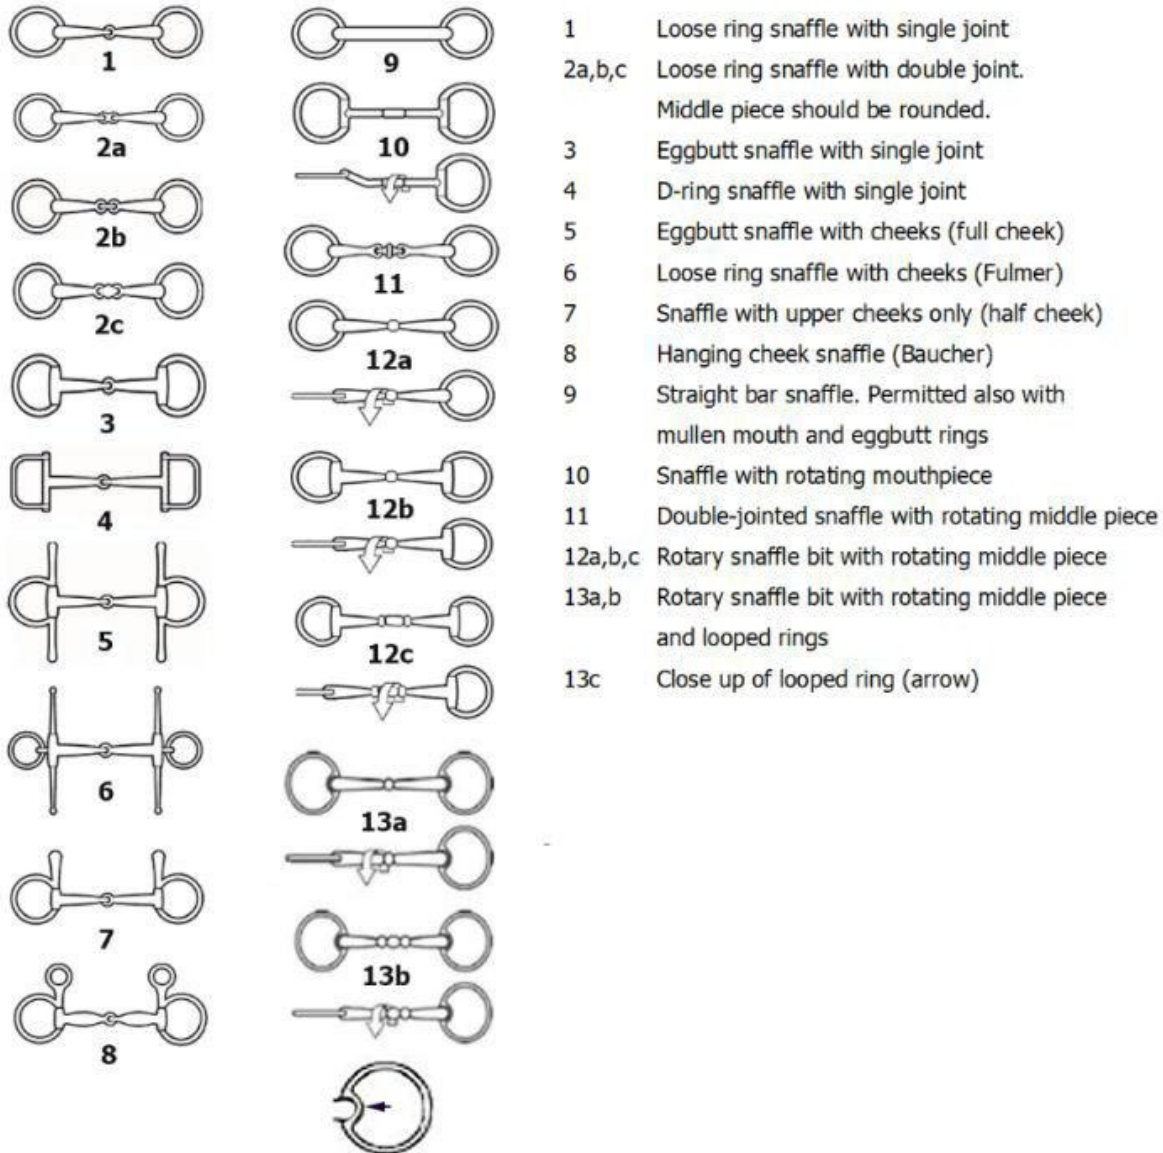 1
2a
2b
2c
3
4
5
6
7
8
9
10
11
12a
12b
12c
13a
13b
1 Loose ring snaffle with single joint
2a,b,c Loose ring snaffle with double joint.
Middle piece should be rounded.
3 Eggbutt snaffle with single joint
4 D-ring snaffle with single joint
5 Eggbutt snaffle with cheeks (full cheek)
6 Loose ring snaffle with cheeks (Fulmer)
7 Snaffle with upper cheeks only (half cheek)
8 Hanging cheek snaffle (Baucher)
9 Straight bar snaffle. Permitted also with
mullen mouth and eggbutt rings
10 Snaffle with rotating mouthpiece
11 Double-jointed snaffle with rotating middle piece
12a,b,c Rotary snaffle bit with rotating middle piece
13a,b Rotary snaffle bit with rotating middle piece
and looped rings
13c Close up of looped ring (arrow)